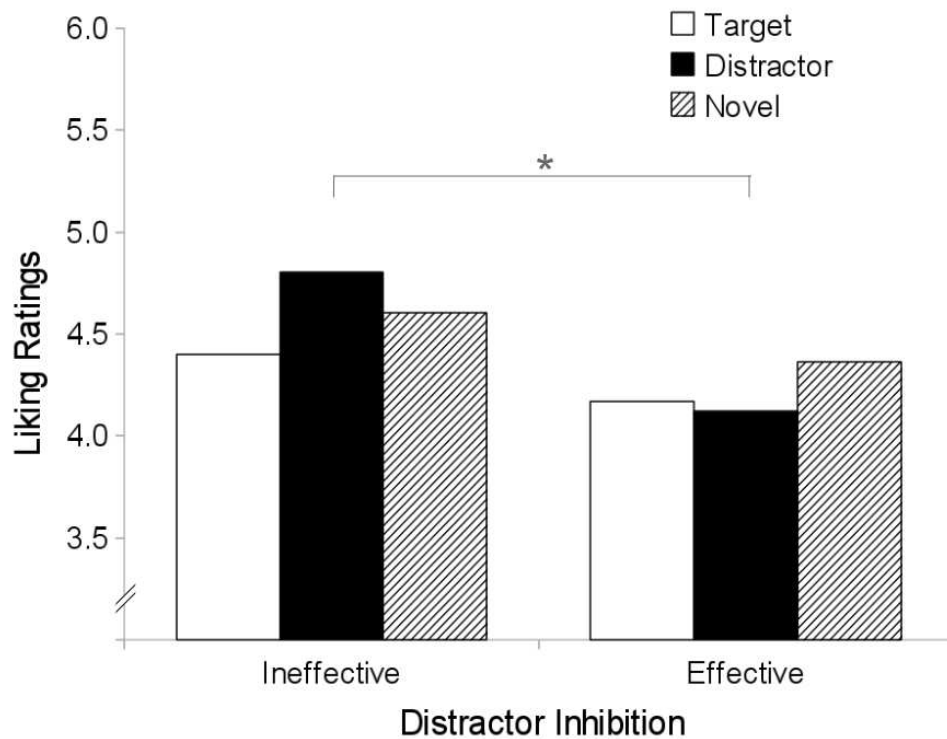 6.0
5.5
5.0
4.5
4.0
3.5
Liking Ratings
Target
Distractor
Novel
*
Ineffective
Effective
Distractor Inhibition